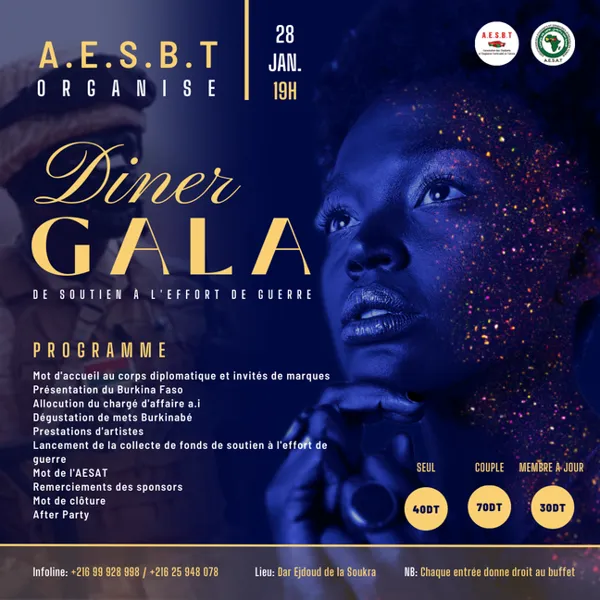 A.E.S.B.T
ORGANISE
28
JAN.
19H
A.E.S.B.T
A.E.S.A.T
Diner
GALA
DE SOUTIEN À L'EFFORT DE GUERRE
PROGRAMME
Mot d'accueil au corps diplomatique et invités de marques
Présentation du Burkina Faso
Allocution du chargé d'affaire a.i
Dégustation de mets Burkinabé
Prestations d'artistes
Lancement de la collecte de fonds de soutien à l'effort de
guerre
Mot de l'AESAT
Remerciements des sponsors
Mot de clôture
After Party
SEUL
COUPLE
MEMBRE À JOUR
40DT
70DT
30DT
Infoline: +216 99 928 998 / +216 25 948 078
Lieu: Dar Ejdoud de la Soukra
NB: Chaque entrée donne droit au buffet